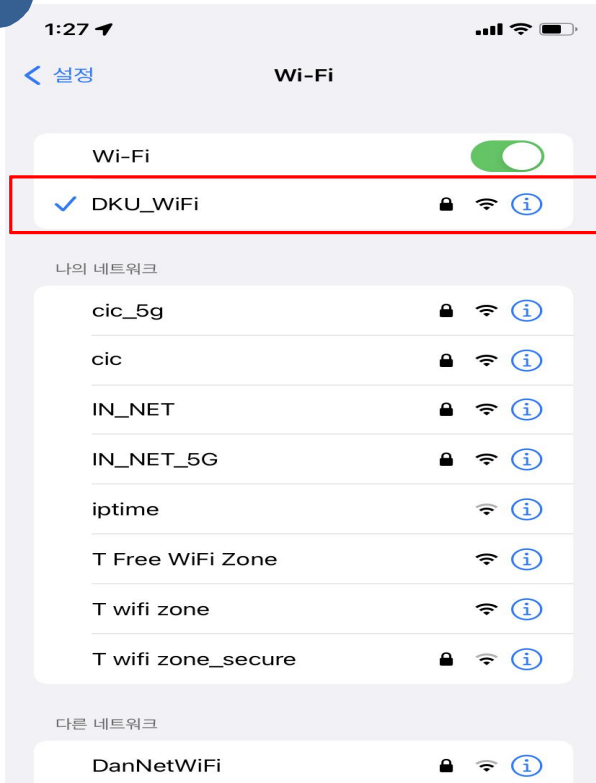 1:27
설정
Wi-Fi
Wi-Fi
DKU_WiFi
나의 네트워크
cic_5g
cic
IN_NET
IN_NET_5G
iptime
T Free WiFi Zone
T wifi zone
T wifi zone_secure
다른 네트워크
DanNetWiFi